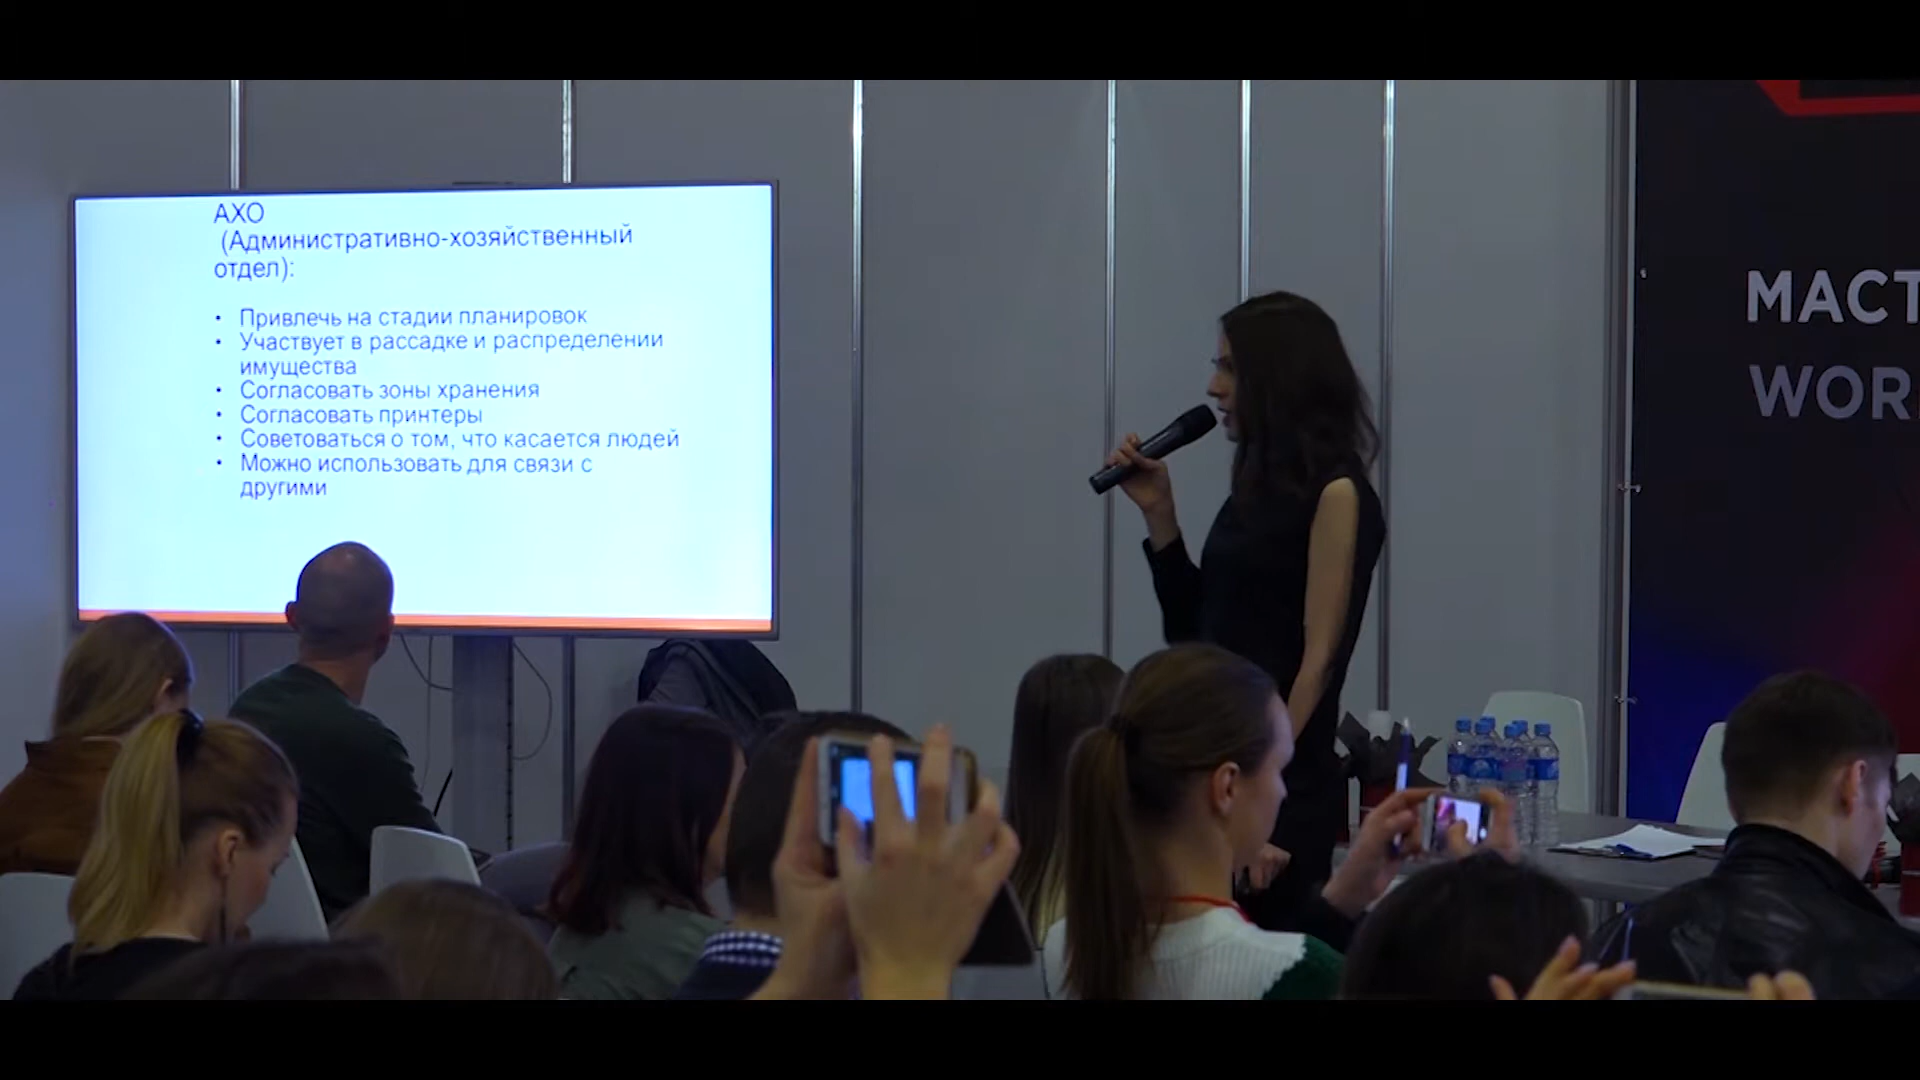 АХО
(Административно-хозяйственный
отдел):
• Привлечь на стадии планировок
• Участвует в рассадке и распределении
имущества
• Согласовать зоны хранения
• Согласовать принтеры
• Советоваться о том, что касается людей
• Можно использовать для связи с
другими
МАСТ
WOR